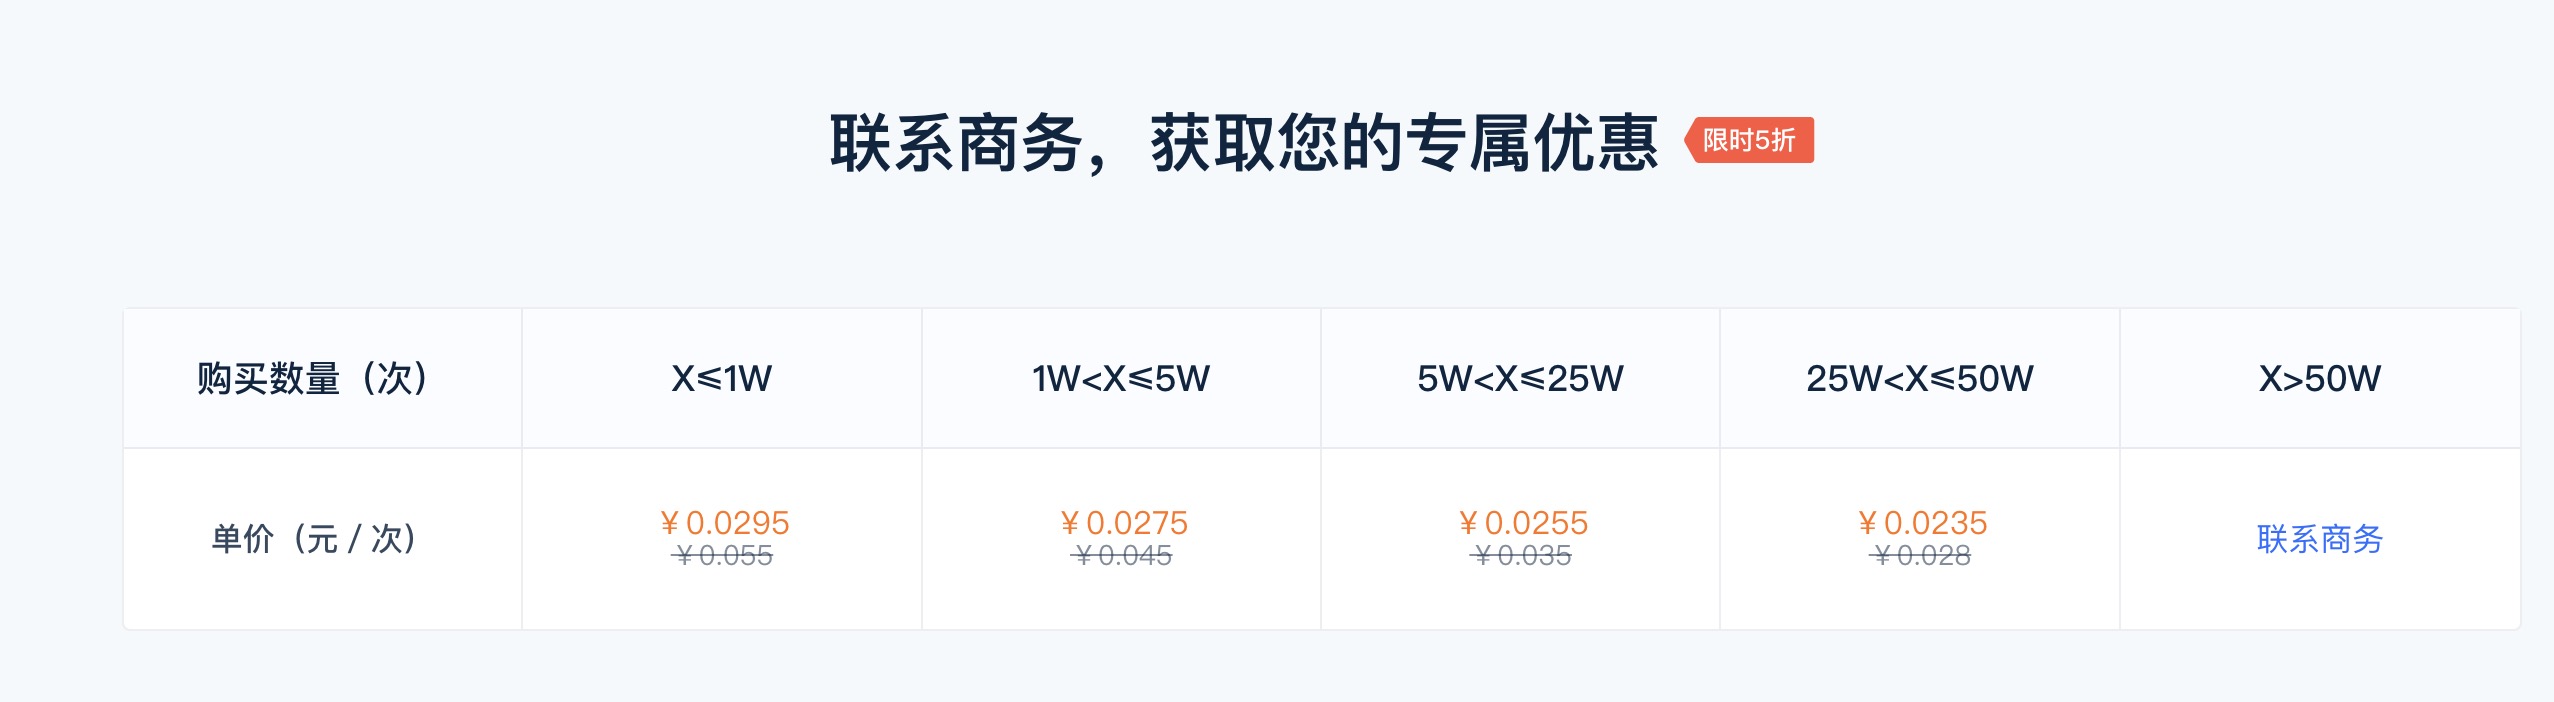 联系商务，获取您的专属优惠 限时5折
购买数量（次） X⩽1W 1W<X⩽5W 5W<X⩽25W 25W<X⩽50W X>50W
¥0.0295 ¥0.0275 ¥0.0255 ¥0.0235
单价（元 / 次） 联系商务
¥0.055 ¥0.045 ¥0.035 ¥0.028